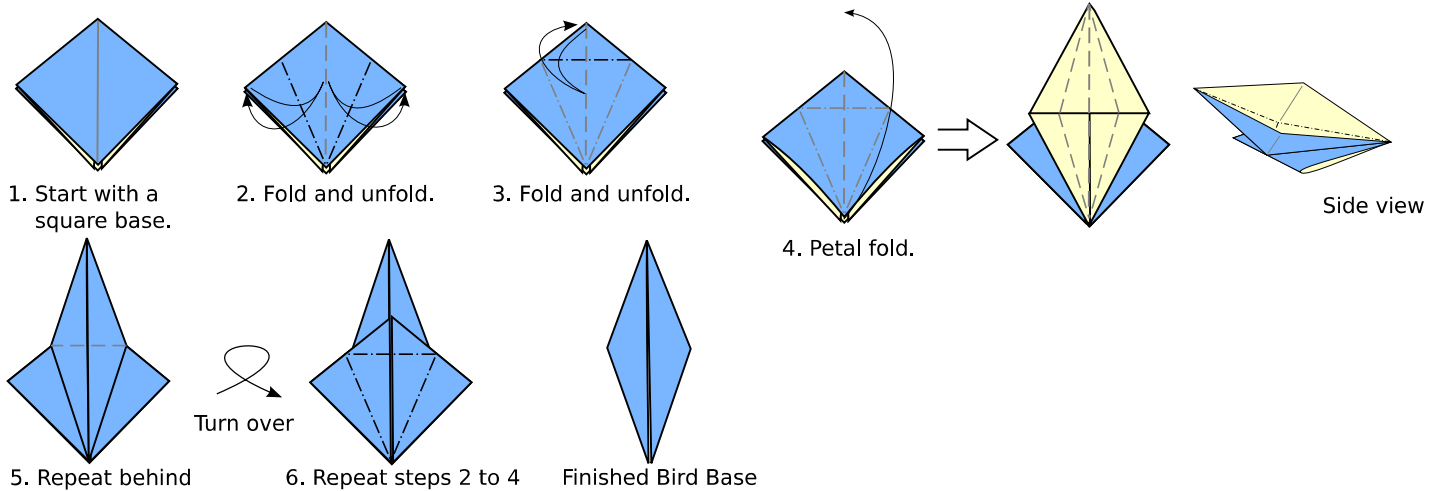 1. Start with a
square base.
2. Fold and unfold.
3. Fold and unfold.
4. Petal fold.
Side view
5. Repeat behind
Turn over
6. Repeat steps 2 to 4
Finished Bird Base